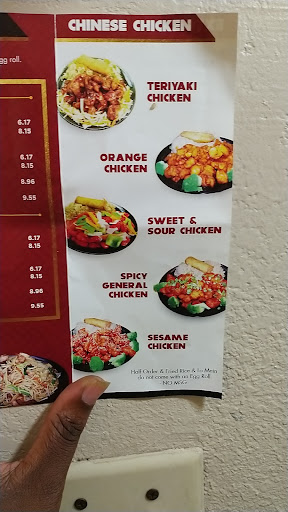 CHINESE CHICKEN
gg roll.
TERIYAKI
CHICKEN
ORANGE
CHICKEN
6.17
8.15
6.17
8.15
8.96
9.55
SWEET &
SOUR CHICKEN
6.17
8.15
6.17
8.15
8.96
9.55
SPICY
GENERAL
CHICKEN
SESAME
CHICKEN
Half Order & Fried Rice & Lo Mein
do not come with an Egg Roll
NO MSG